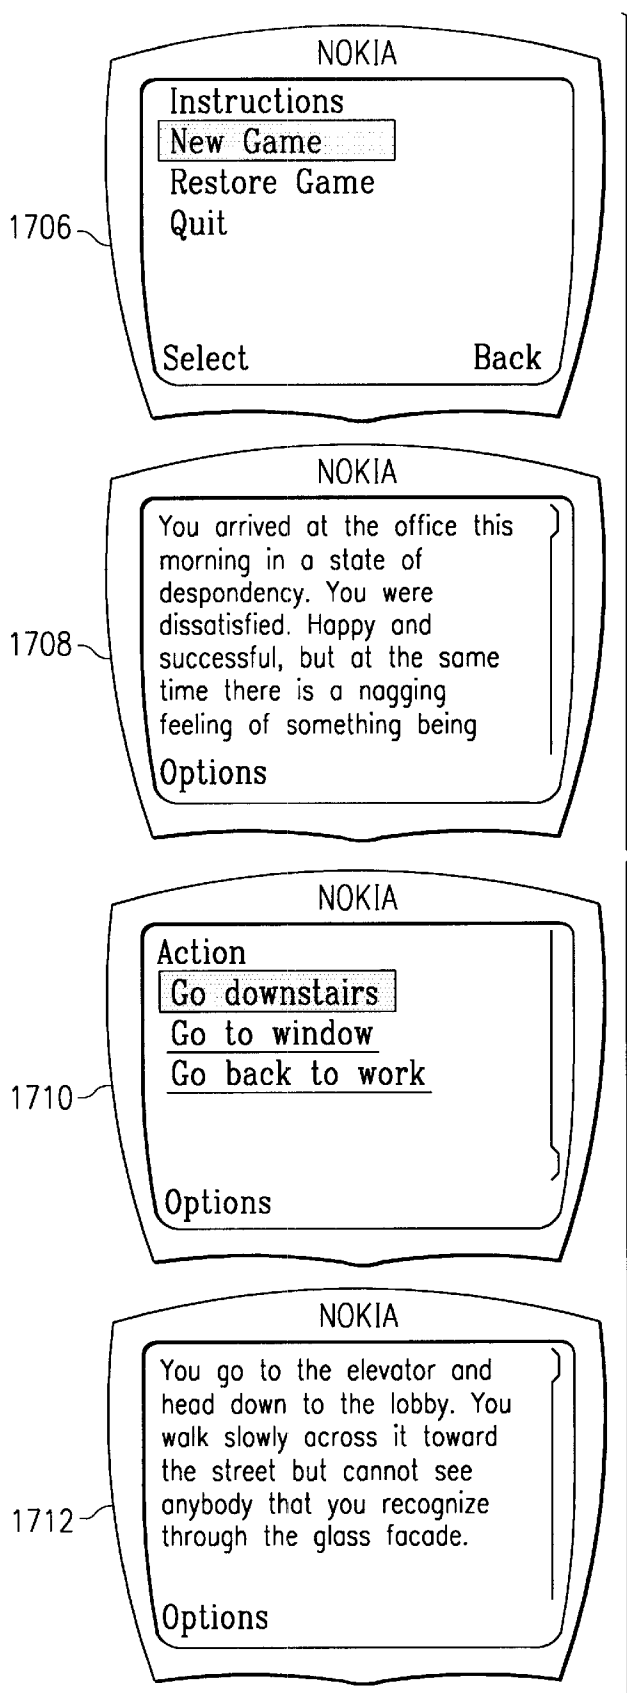 NOKIA
Instructions
New Game
Restore Game
Quit
1706
Select Back
NOKIA
You arrived at the office this
morning in a state of
despondency. You were
dissatisfied. Happy and
1708
successful, but at the same
time there is a nagging
feeling of something being
Options
NOKIA
Action
Go downstairs
Go to window
Go back to work
1710
Options
NOKIA
You go to the elevator and
head down to the lobby. You
walk slowly across it toward
the street but cannot see
anybody that you recognize
1712
through the glass facade.
Options